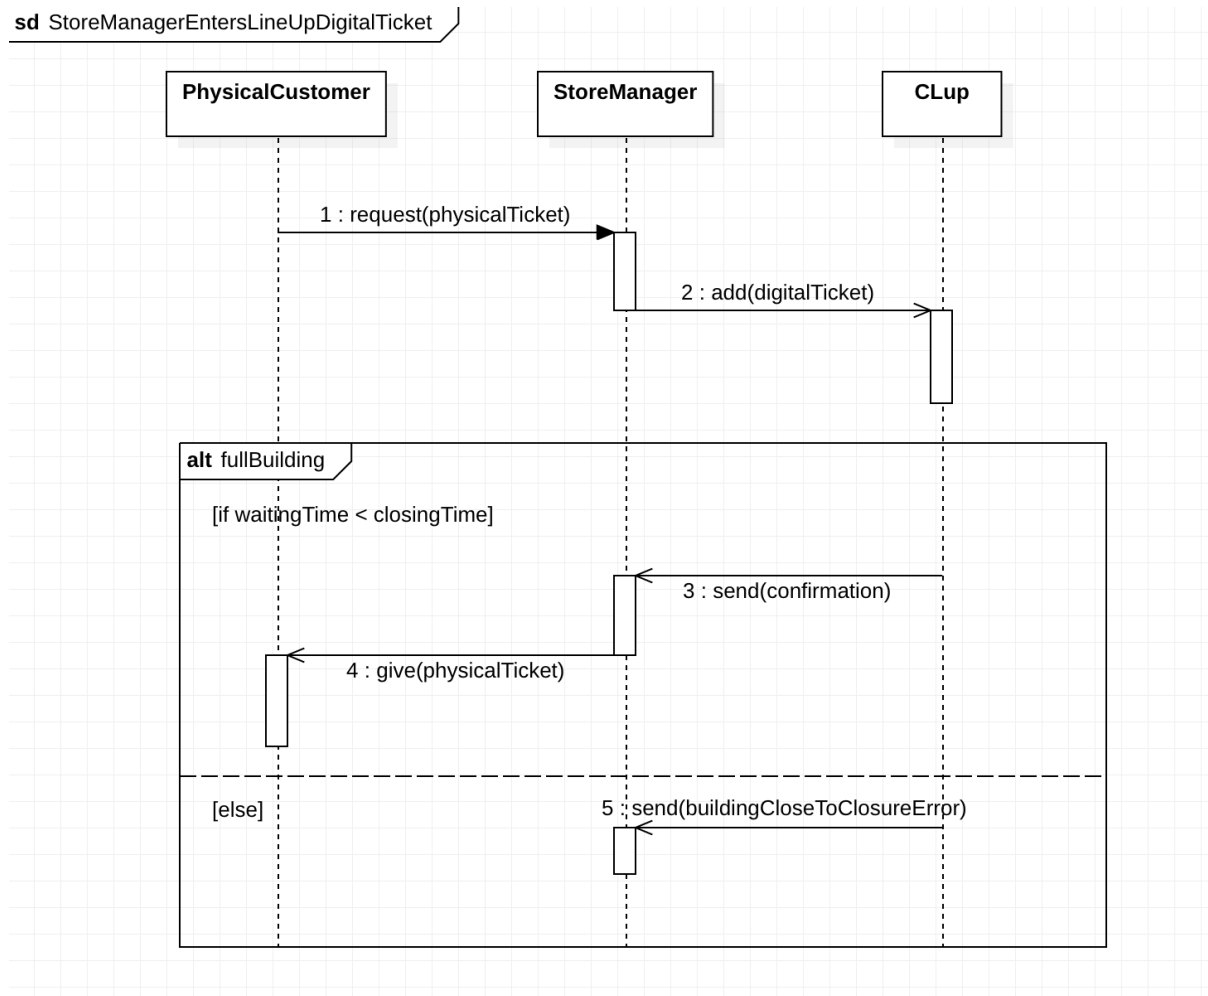 sd StoreManagerEntersLineUpDigitalTicket
PhysicalCustomer
StoreManager
CLup
1 : request(physicalTicket)
2 : add(digitalTicket)
alt fullBuilding
[if waitingTime < closingTime]
3 : send(confirmation)
4 : give(physicalTicket)
[else]
5 : send(buildingCloseToClosureError)